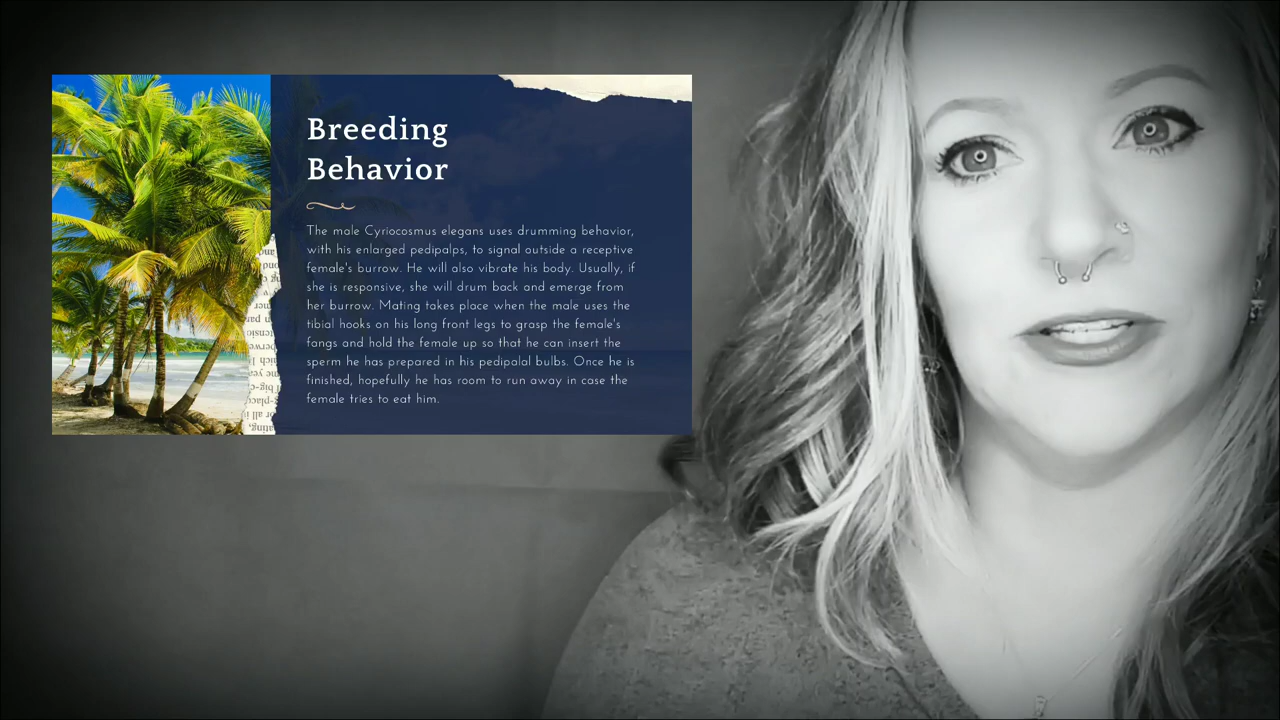 Breeding
Behavior
The male Cyriocosmus elegans uses drumming behavior,
with his enlarged pedipalps, to signal outside a receptive
female's burrow. He will also vibrate his body. Usually, if
she is responsive, she will drum back and emerge from
her burrow. Mating takes place when the male uses the
tibial hooks on his long front legs to grasp the female's
fangs and hold the female up so that he can insert the
sperm he has prepared in his pedipalal bulbs. Once he is
finished, hopefully he has room to run away in case the
female tries to eat him.